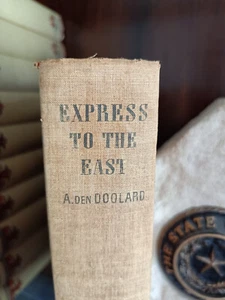 EXPRESS
TO THE
EAST
A. DEN DOOLARD
THE STATE